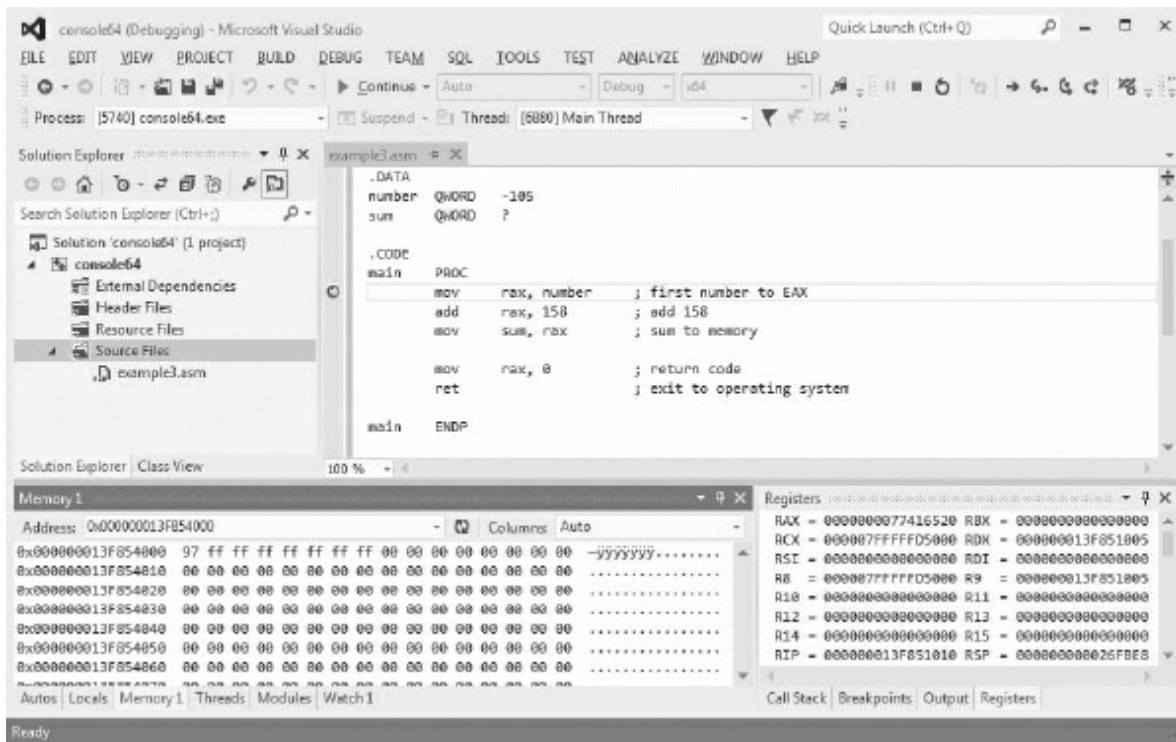 console64 (Debugging) - Microsoft Visual Studio
Quick Launch (Ctrl+Q)
FILE EDIT VIEW PROJECT BUILD DEBUG TEAM SQL TOOLS TEST ANALYZE WINDOW HELP
Continue Auto Debug x64
Process: [5740] console64.exe Suspend Thread: [6880] Main Thread
Solution Explorer
Search Solution Explorer (Ctrl+;)
Solution 'console64' (1 project)
console64
External Dependencies
Header Files
Resource Files
Source Files
example3.asm
Solution Explorer Class View
example3.asm
.DATA
number QWORD -105
sum QWORD ?
.CODE
main PROC
mov rax, number ; first number to EAX
add rax, 158 ; add 158
mov sum, rax ; sum to memory
mov rax, 0 ; return code
ret ; exit to operating system
main ENDP
100 %
Memory 1
Address: 0x000000013F854000 Columns: Auto
0x000000013F854000 97 ff ff ff ff ff ff ff 00 00 00 00 00 00 00 00 —ÿÿÿÿÿÿÿ........
0x000000013F854010 00 00 00 00 00 00 00 00 00 00 00 00 00 00 00 00 ................
0x000000013F854020 00 00 00 00 00 00 00 00 00 00 00 00 00 00 00 00 ................
0x000000013F854030 00 00 00 00 00 00 00 00 00 00 00 00 00 00 00 00 ................
0x000000013F854040 00 00 00 00 00 00 00 00 00 00 00 00 00 00 00 00 ................
0x000000013F854050 00 00 00 00 00 00 00 00 00 00 00 00 00 00 00 00 ................
0x000000013F854060 00 00 00 00 00 00 00 00 00 00 00 00 00 00 00 00 ................
Autos Locals Memory 1 Threads Modules Watch 1
Registers
RAX = 0000000077416520 RBX = 0000000000000000
RCX = 000007FFFFFD5000 RDX = 000000013F851005
RSI = 0000000000000000 RDI = 0000000000000000
R8 = 000007FFFFFD5000 R9 = 000000013F851005
R10 = 0000000000000000 R11 = 0000000000000000
R12 = 0000000000000000 R13 = 0000000000000000
R14 = 0000000000000000 R15 = 0000000000000000
RIP = 000000013F851010 RSP = 000000000026FBE8
Call Stack Breakpoints Output Registers
Ready